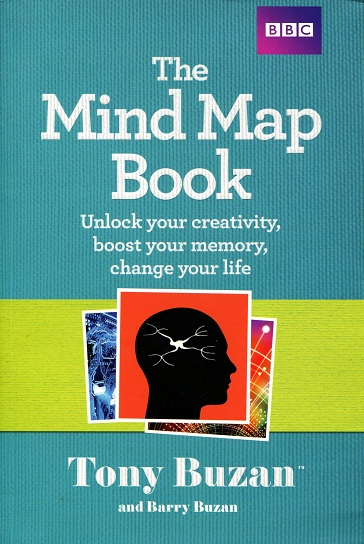 BBC
The
Mind Map
Book
Unlock your creativity,
boost your memory,
change your life
Tony Buzan™
and Barry Buzan